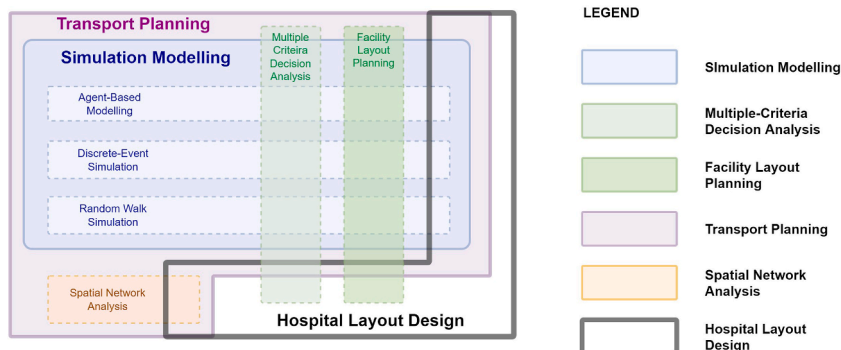 Transport Planning
Simulation Modelling
Multiple
Criteira
Decision
Analysis
Facility
Layout
Planning
Agent-Based
Modelling
Discrete-Event
Simulation
Random Walk
Simulation
Spatial Network
Analysis
Hospital Layout Design
LEGEND
SImulation Modelling
Multiple-Criteria
Decision Analysis
Facility Layout
Planning
Transport Planning
Spatial Network
Analysis
Hospital Layout
Design